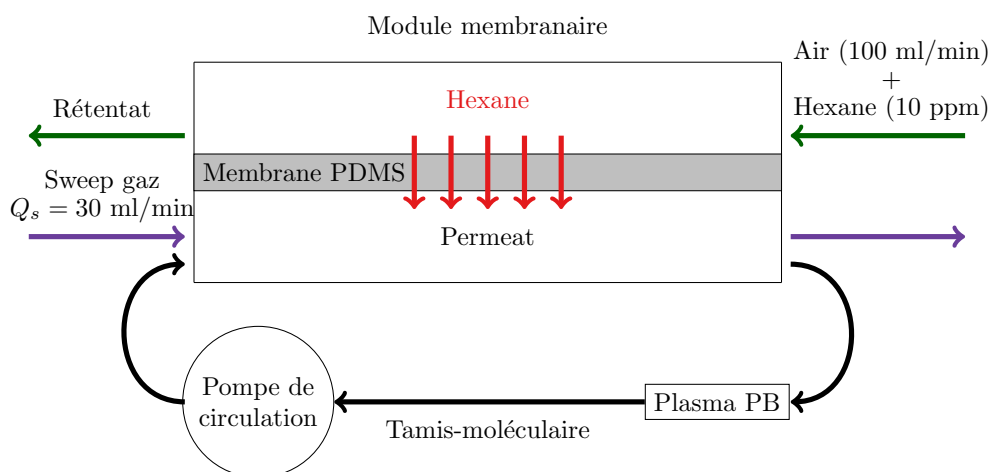 Module membranaire
Air (100 ml/min)
+
Hexane (10 ppm)
Hexane
Rétentat
Membrane PDMS
Sweep gaz
Q_s = 30 ml/min
Permeat
Pompe de
circulation
Plasma PB
Tamis-moléculaire